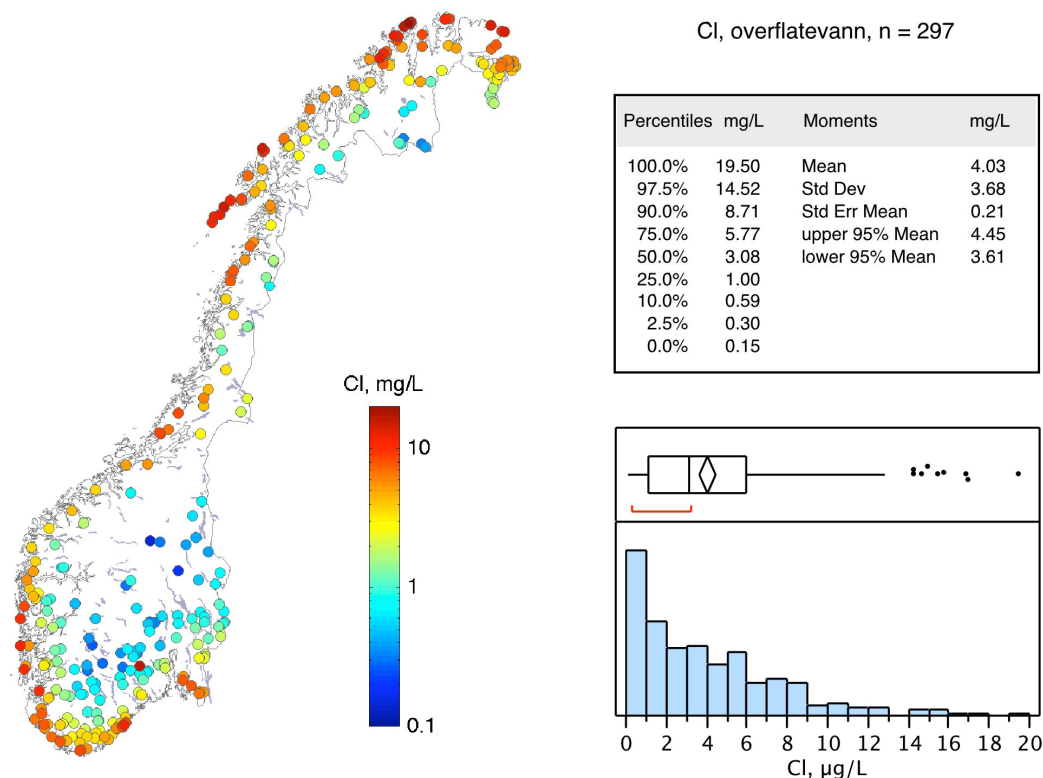 Cl, overflatevann, n = 297
Percentiles mg/L Moments mg/L
100.0% 19.50 Mean 4.03
97.5% 14.52 Std Dev 3.68
90.0% 8.71 Std Err Mean 0.21
75.0% 5.77 upper 95% Mean 4.45
50.0% 3.08 lower 95% Mean 3.61
25.0% 1.00
10.0% 0.59
2.5% 0.30
0.0% 0.15
Cl, mg/L
10
1
0.1
0 2 4 6 8 10 12 14 16 18 20
Cl, µg/L